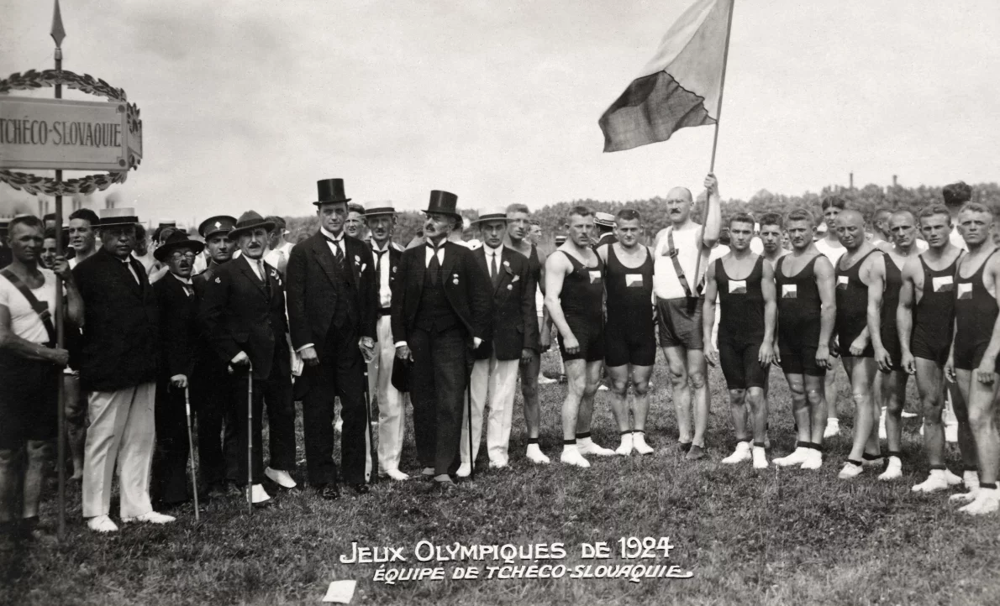 TCHÉCO-SLOVAQUIE
JEUX OLYMPIQUES DE 1924
ÉQUIPE DE TCHÉCO-SLOVAQUIE